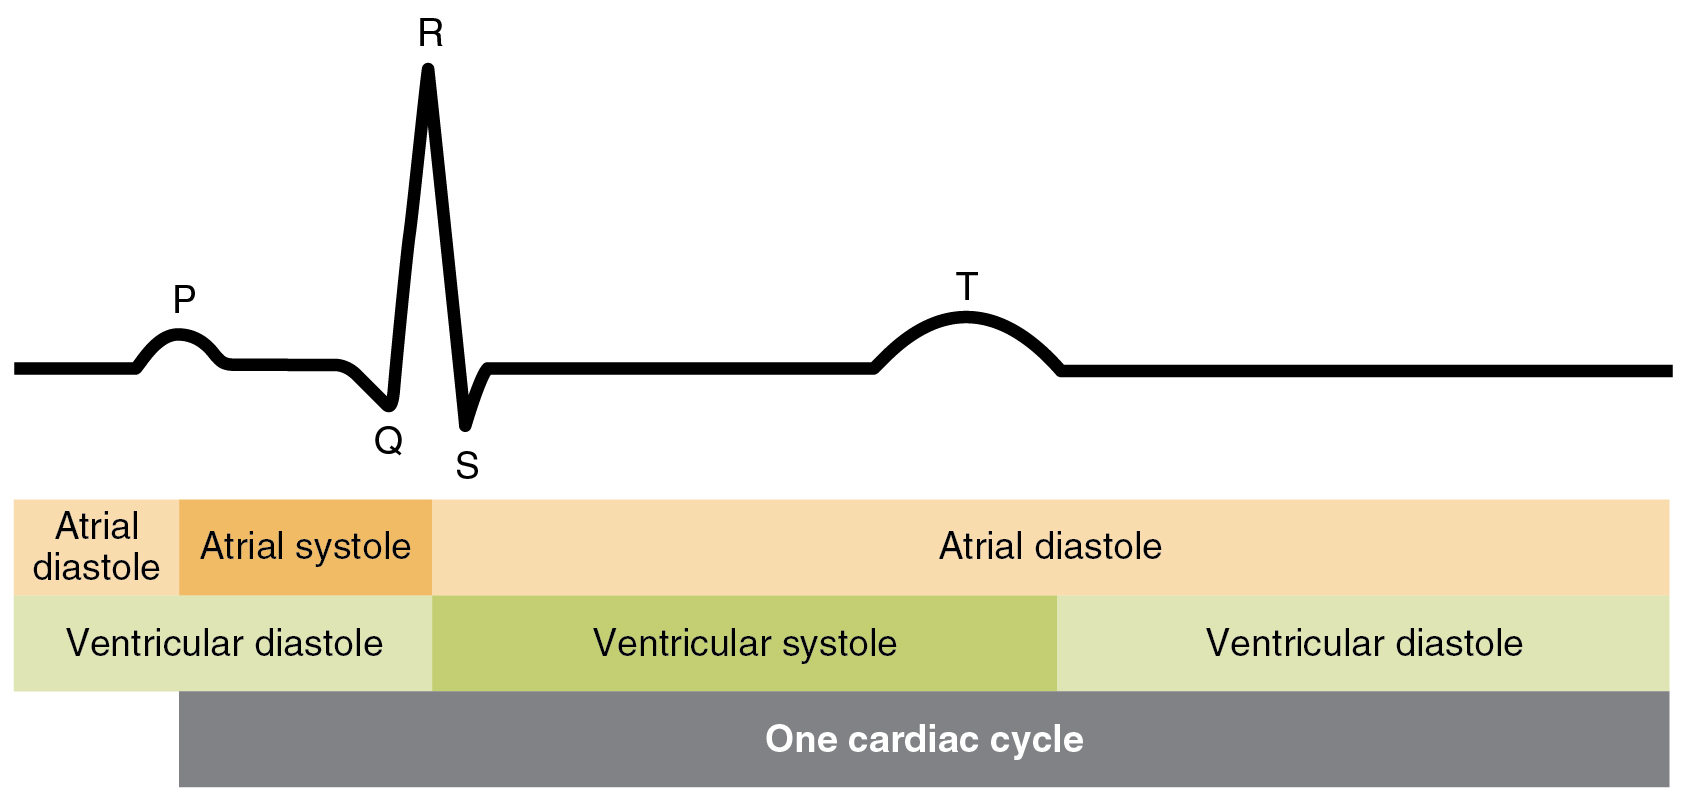 R
P
T
Q
S
Atrial
diastole
Atrial systole
Atrial diastole
Ventricular diastole
Ventricular systole
Ventricular diastole
One cardiac cycle